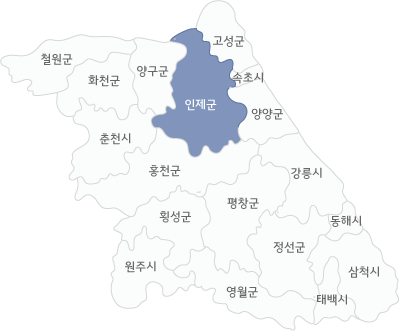 고성군
철원군
양구군
화천군
속초시
인제군
양양군
춘천시
홍천군
강릉시
평창군
횡성군
동해시
정선군
원주시
삼척시
영월군
태백시